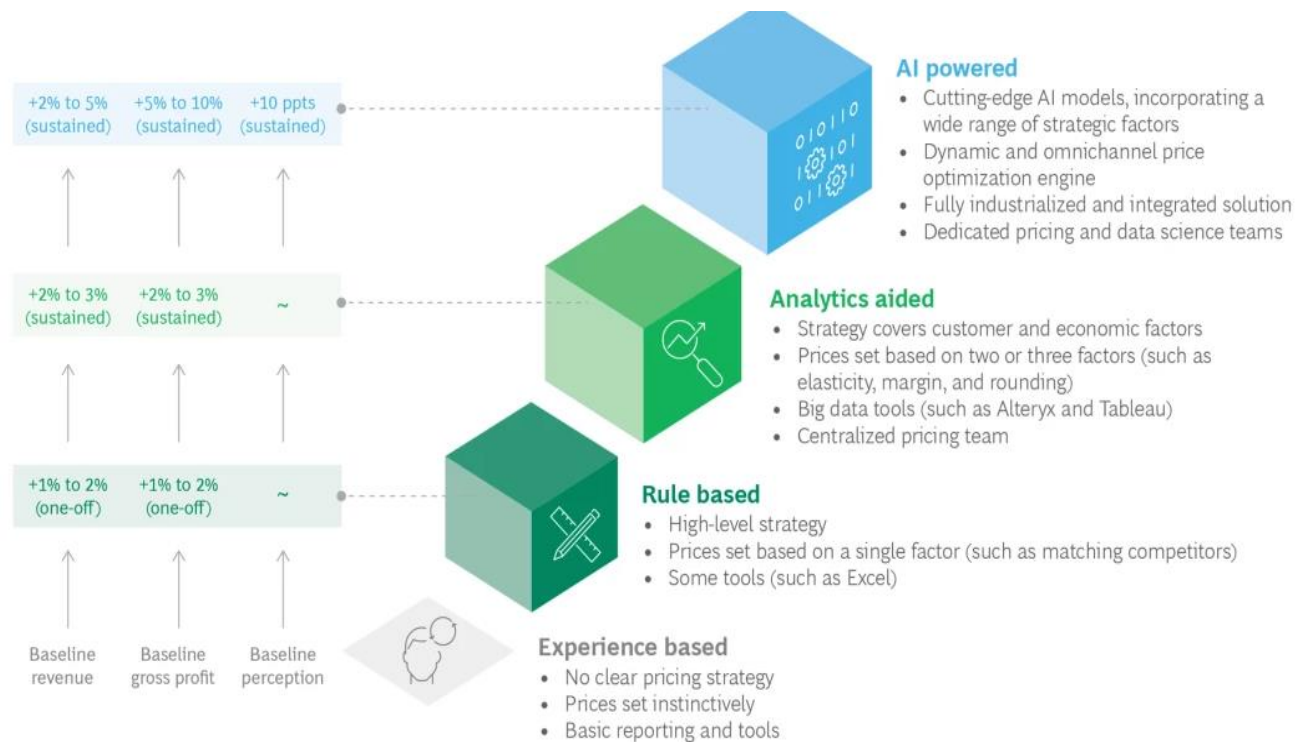 AI powered
• Cutting-edge AI models, incorporating a
wide range of strategic factors
• Dynamic and omnichannel price
optimization engine
• Fully industrialized and integrated solution
• Dedicated pricing and data science teams
+2% to 5%
(sustained)
+5% to 10%
(sustained)
+10 ppts
(sustained)
010110
101
011
Analytics aided
• Strategy covers customer and economic factors
• Prices set based on two or three factors (such as
elasticity, margin, and rounding)
• Big data tools (such as Alteryx and Tableau)
• Centralized pricing team
+2% to 3%
(sustained)
+2% to 3%
(sustained)
~
Rule based
• High-level strategy
• Prices set based on a single factor (such as matching competitors)
• Some tools (such as Excel)
+1% to 2%
(one-off)
+1% to 2%
(one-off)
~
Experience based
• No clear pricing strategy
• Prices set instinctively
• Basic reporting and tools
Baseline
revenue
Baseline
gross profit
Baseline
perception